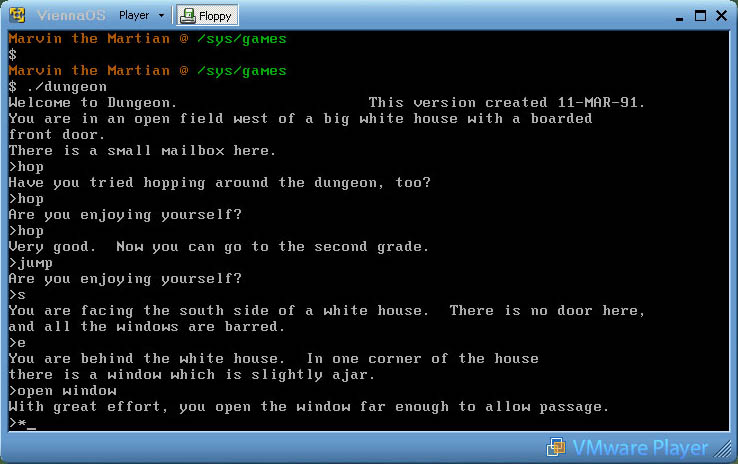 ViennaOS Player Floppy
Marvin the Martian @ /sys/games
$
Marvin the Martian @ /sys/games
$ ./dungeon
Welcome to Dungeon. This version created 11-MAR-91.
You are in an open field west of a big white house with a boarded
front door.
There is a small mailbox here.
>hop
Have you tried hopping around the dungeon, too?
>hop
Are you enjoying yourself?
>hop
Very good. Now you can go to the second grade.
>jump
Are you enjoying yourself?
>s
You are facing the south side of a white house. There is no door here,
and all the windows are barred.
>e
You are behind the white house. In one corner of the house
there is a window which is slightly ajar.
>open window
With great effort, you open the window far enough to allow passage.
>*_
VMware Player